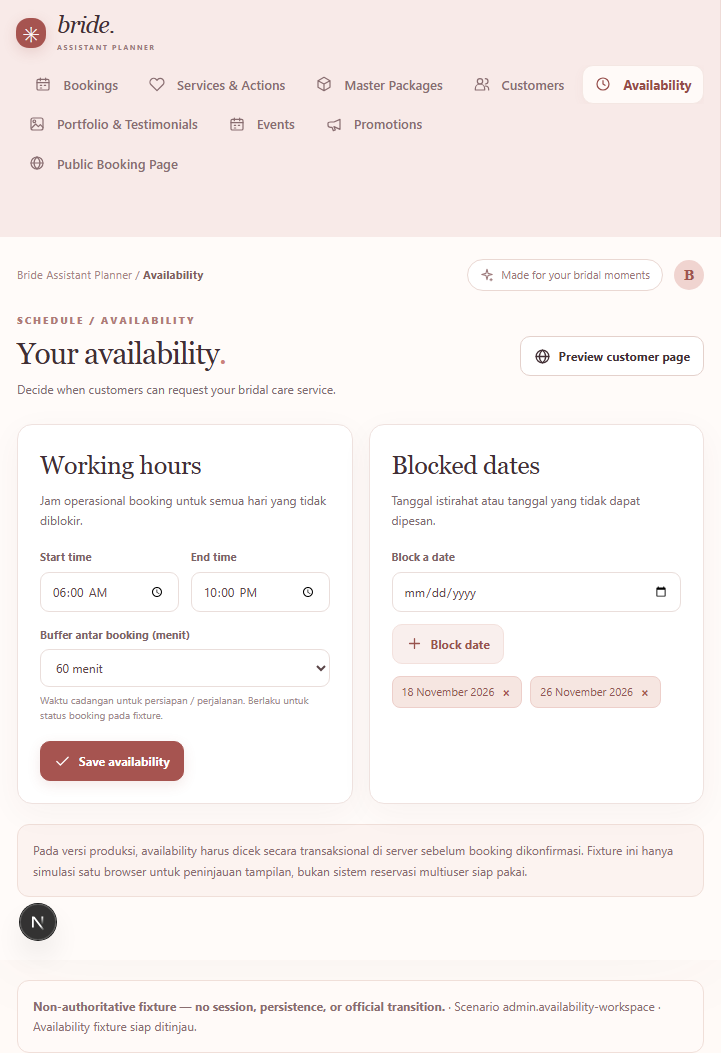 bride.
ASSISTANT PLANNER
Bookings
Services & Actions
Master Packages
Customers
Availability
Portfolio & Testimonials
Events
Promotions
Public Booking Page
Bride Assistant Planner / Availability
Made for your bridal moments
B
SCHEDULE / AVAILABILITY
Your availability.
Preview customer page
Decide when customers can request your bridal care service.
Working hours
Jam operasional booking untuk semua hari yang tidak
diblokir.
Start time
End time
06:00 AM
10:00 PM
Buffer antar booking (menit)
60 menit
Waktu cadangan untuk persiapan / perjalanan. Berlaku untuk
status booking pada fixture.
Save availability
Blocked dates
Tanggal istirahat atau tanggal yang tidak dapat
dipesan.
Block a date
mm/dd/yyyy
Block date
18 November 2026 ×
26 November 2026 ×
Pada versi produksi, availability harus dicek secara transaksional di server sebelum booking dikonfirmasi. Fixture ini hanya
simulasi satu browser untuk peninjauan tampilan, bukan sistem reservasi multiuser siap pakai.
N
Non-authoritative fixture — no session, persistence, or official transition. · Scenario admin.availability-workspace ·
Availability fixture siap ditinjau.